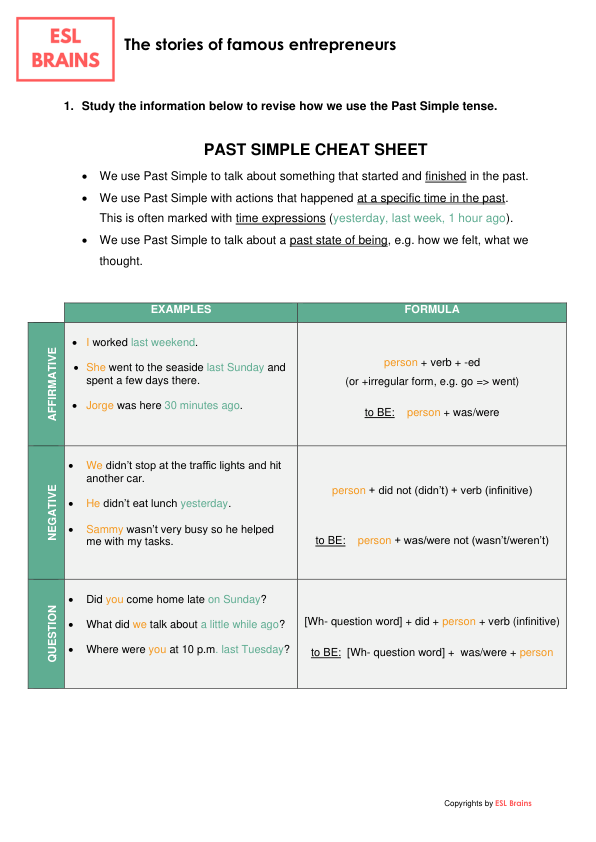 ESL
BRAINS
The stories of famous entrepreneurs
1. Study the information below to revise how we use the Past Simple tense.
PAST SIMPLE CHEAT SHEET
• We use Past Simple to talk about something that started and finished in the past.
• We use Past Simple with actions that happened at a specific time in the past.
This is often marked with time expressions (yesterday, last week, 1 hour ago).
• We use Past Simple to talk about a past state of being, e.g. how we felt, what we
thought.
EXAMPLES
FORMULA
AFFIRMATIVE
• I worked last weekend.
• She went to the seaside last Sunday and
spent a few days there.
• Jorge was here 30 minutes ago.
person + verb + -ed
(or +irregular form, e.g. go => went)
to BE: person + was/were
NEGATIVE
• We didn’t stop at the traffic lights and hit
another car.
• He didn’t eat lunch yesterday.
• Sammy wasn’t very busy so he helped
me with my tasks.
person + did not (didn’t) + verb (infinitive)
to BE: person + was/were not (wasn’t/weren’t)
QUESTION
• Did you come home late on Sunday?
• What did we talk about a little while ago?
• Where were you at 10 p.m. last Tuesday?
[Wh- question word] + did + person + verb (infinitive)
to BE: [Wh- question word] + was/were + person
Copyrights by ESL Brains